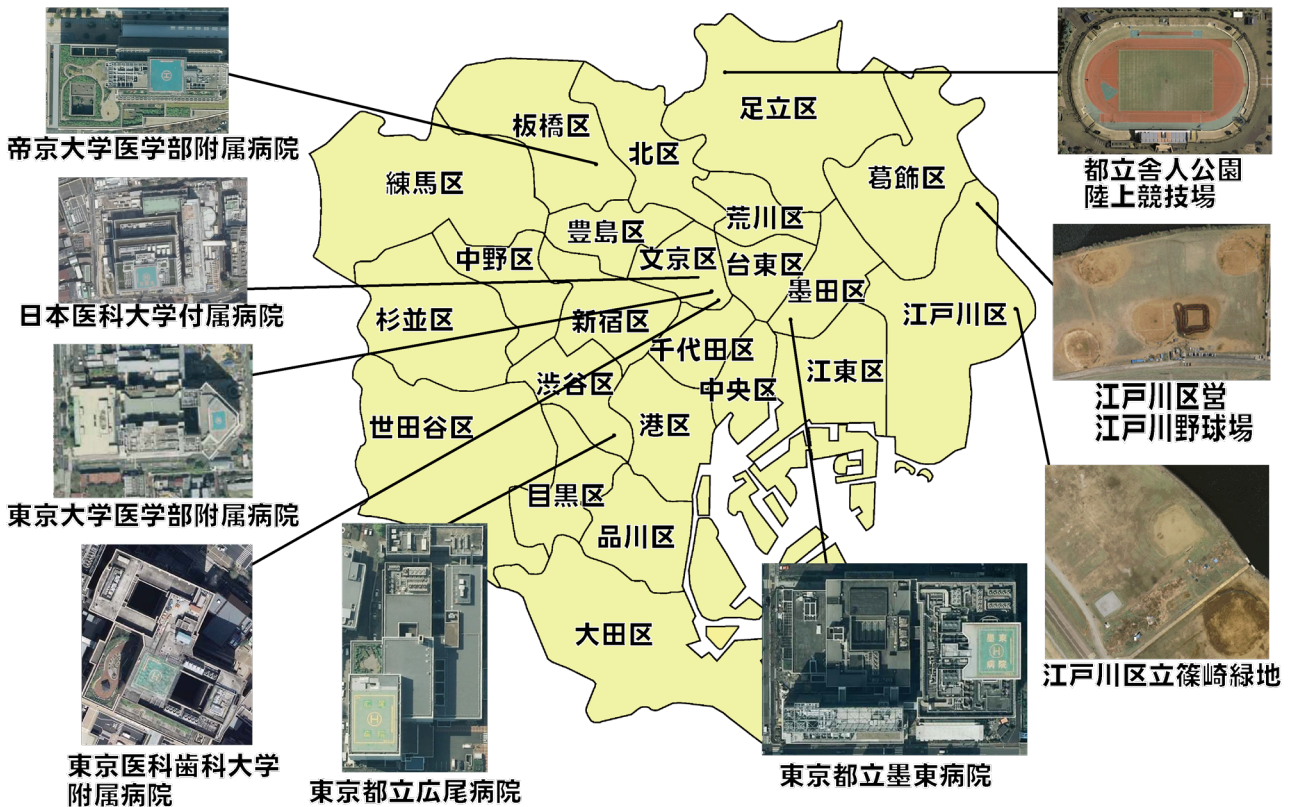 帝京大学医学部附属病院
日本医科大学付属病院
東京大学医学部附属病院
東京医科歯科大学
附属病院
東京都立広尾病院
東京都立墨東病院
都立舎人公園
陸上競技場
江戸川区営
江戸川野球場
江戸川区立篠崎緑地
足立区
板橋区
北区
葛飾区
練馬区
荒川区
豊島区
文京区
台東区
中野区
墨田区
杉並区
新宿区
江戸川区
千代田区
渋谷区
中央区
江東区
世田谷区
港区
目黒区
品川区
大田区
H
H
H
墨東
H
病院